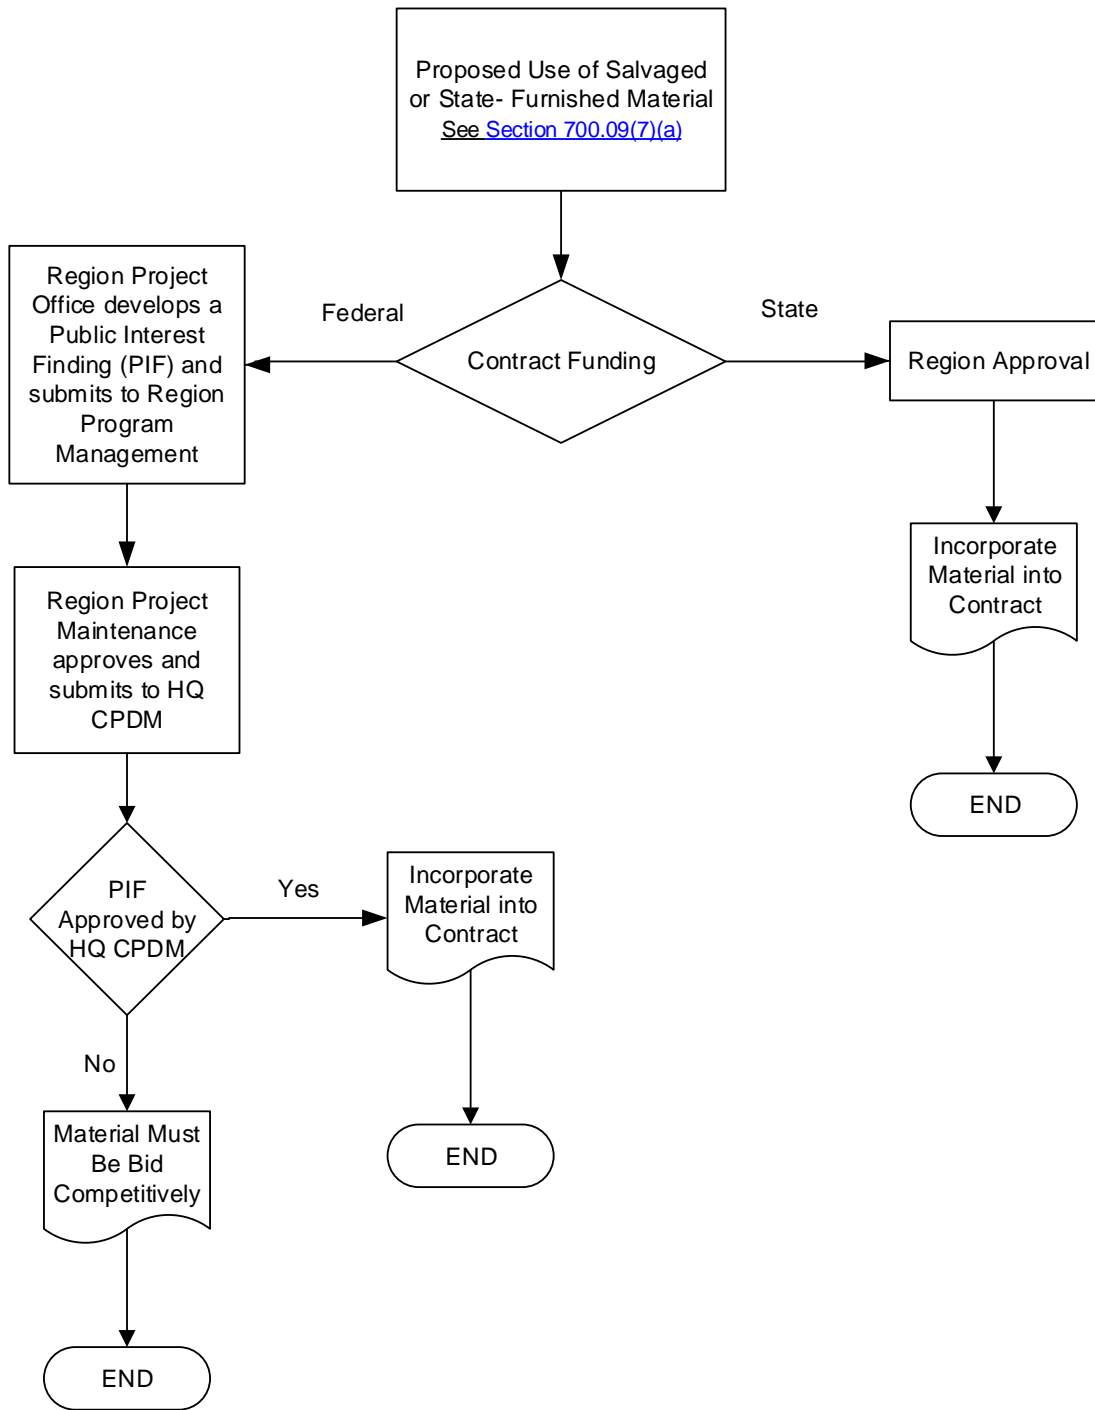 Proposed Use of Salvaged
or State- Furnished Material
See Section 700.09(7)(a)
Federal
State
Contract Funding
Region Project
Office develops a
Public Interest
Finding (PIF) and
submits to Region
Program
Management
Region Approval
Region Project
Maintenance
approves and
submits to HQ
CPDM
Incorporate
Material into
Contract
END
PIF
Approved by
HQ CPDM
Yes
Incorporate
Material into
Contract
No
Material Must
Be Bid
Competitively
END
END